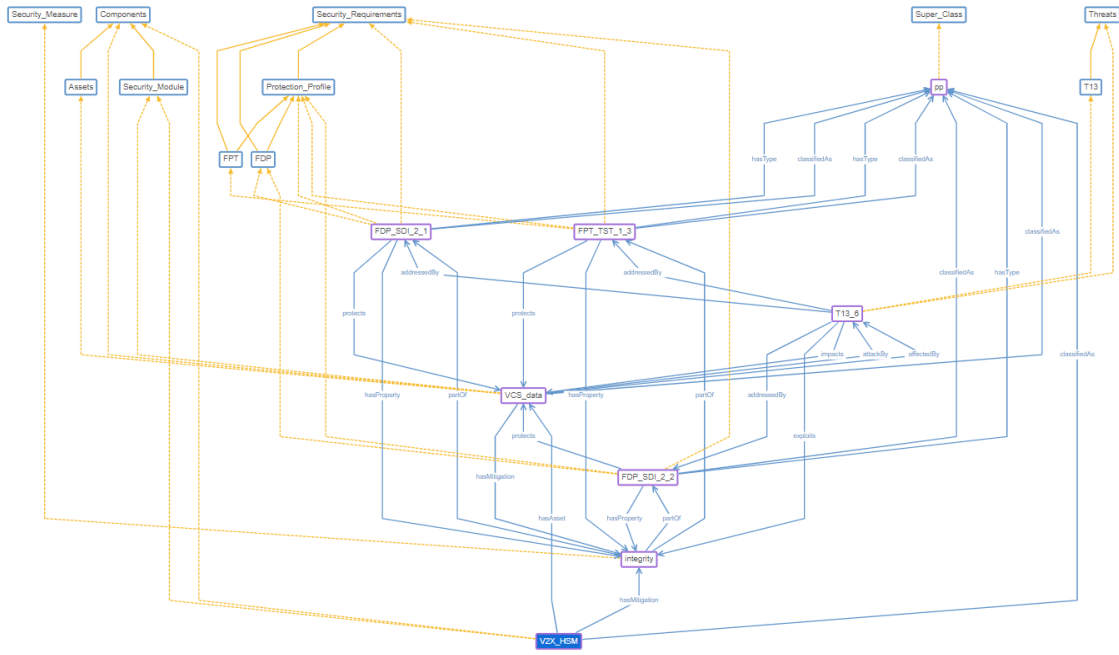 Security_Measure
Components
Security_Requirements
Super_Class
Threats
Assets
Security_Module
Protection_Profile
pp
T13
FPT
FDP
hasType
classifiedAs
hasType
classifiedAs
FDP_SDI_2_1
FPT_TST_1_3
classifiedAs
addressedBy
addressedBy
classifiedAs
hasType
protects
protects
T13_6
impacts
attackBy
affectedBy
classifiedAs
hasProperty
partOf
VCS_data
hasProperty
partOf
addressedBy
protects
exploits
hasMitigation
FDP_SDI_2_2
hasAsset
hasProperty
partOf
integrity
hasMitigation
V2X_HSM